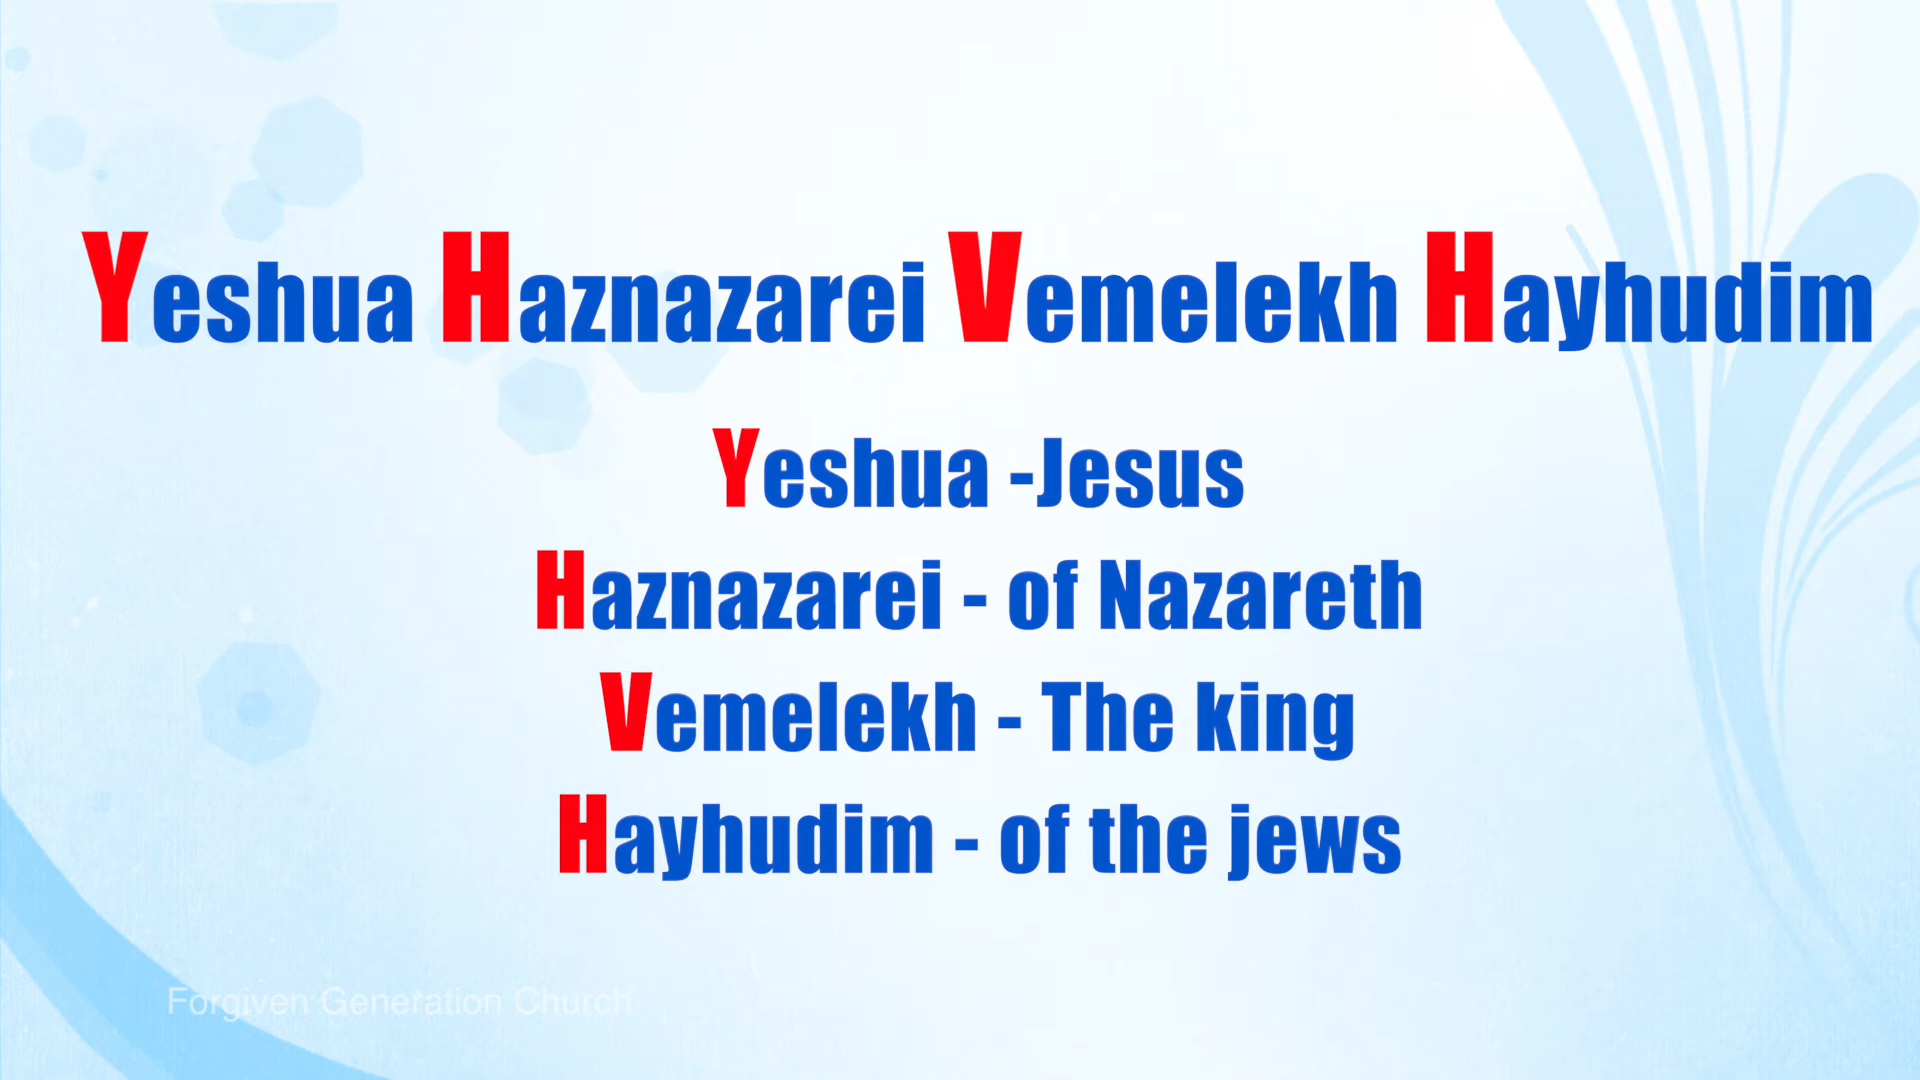 Yeshua Haznazarei Vemelekh Hayhudim
Yeshua -Jesus
Haznazarei - of Nazareth
Vemelekh - The king
Hayhudim - of the jews
Forgiven Generation Church